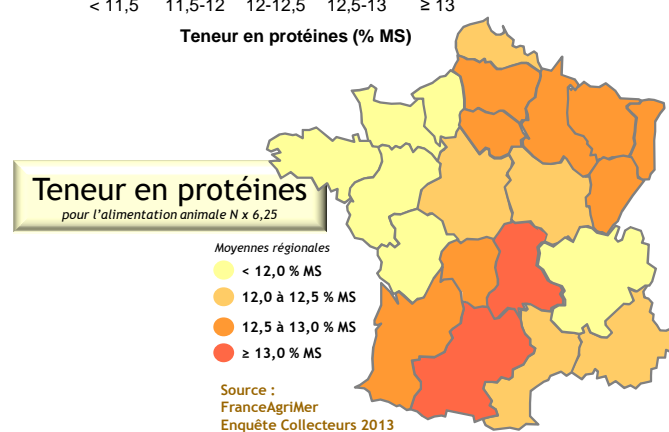 < 11,5 11,5-12 12-12,5 12,5-13 ≥ 13
Teneur en protéines (% MS)
Teneur en protéines
pour l'alimentation animale N x 6,25
Moyennes régionales
< 12,0 % MS
12,0 à 12,5 % MS
12,5 à 13,0 % MS
≥ 13,0 % MS
Source :
FranceAgriMer
Enquête Collecteurs 2013